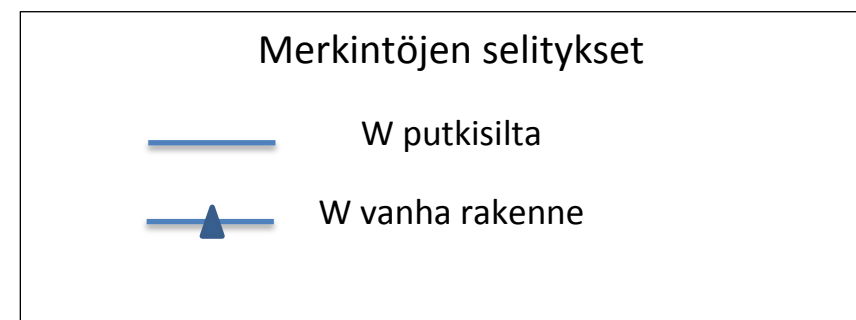 Merkintöjen selitykset
W putkisilta
W vanha rakenne